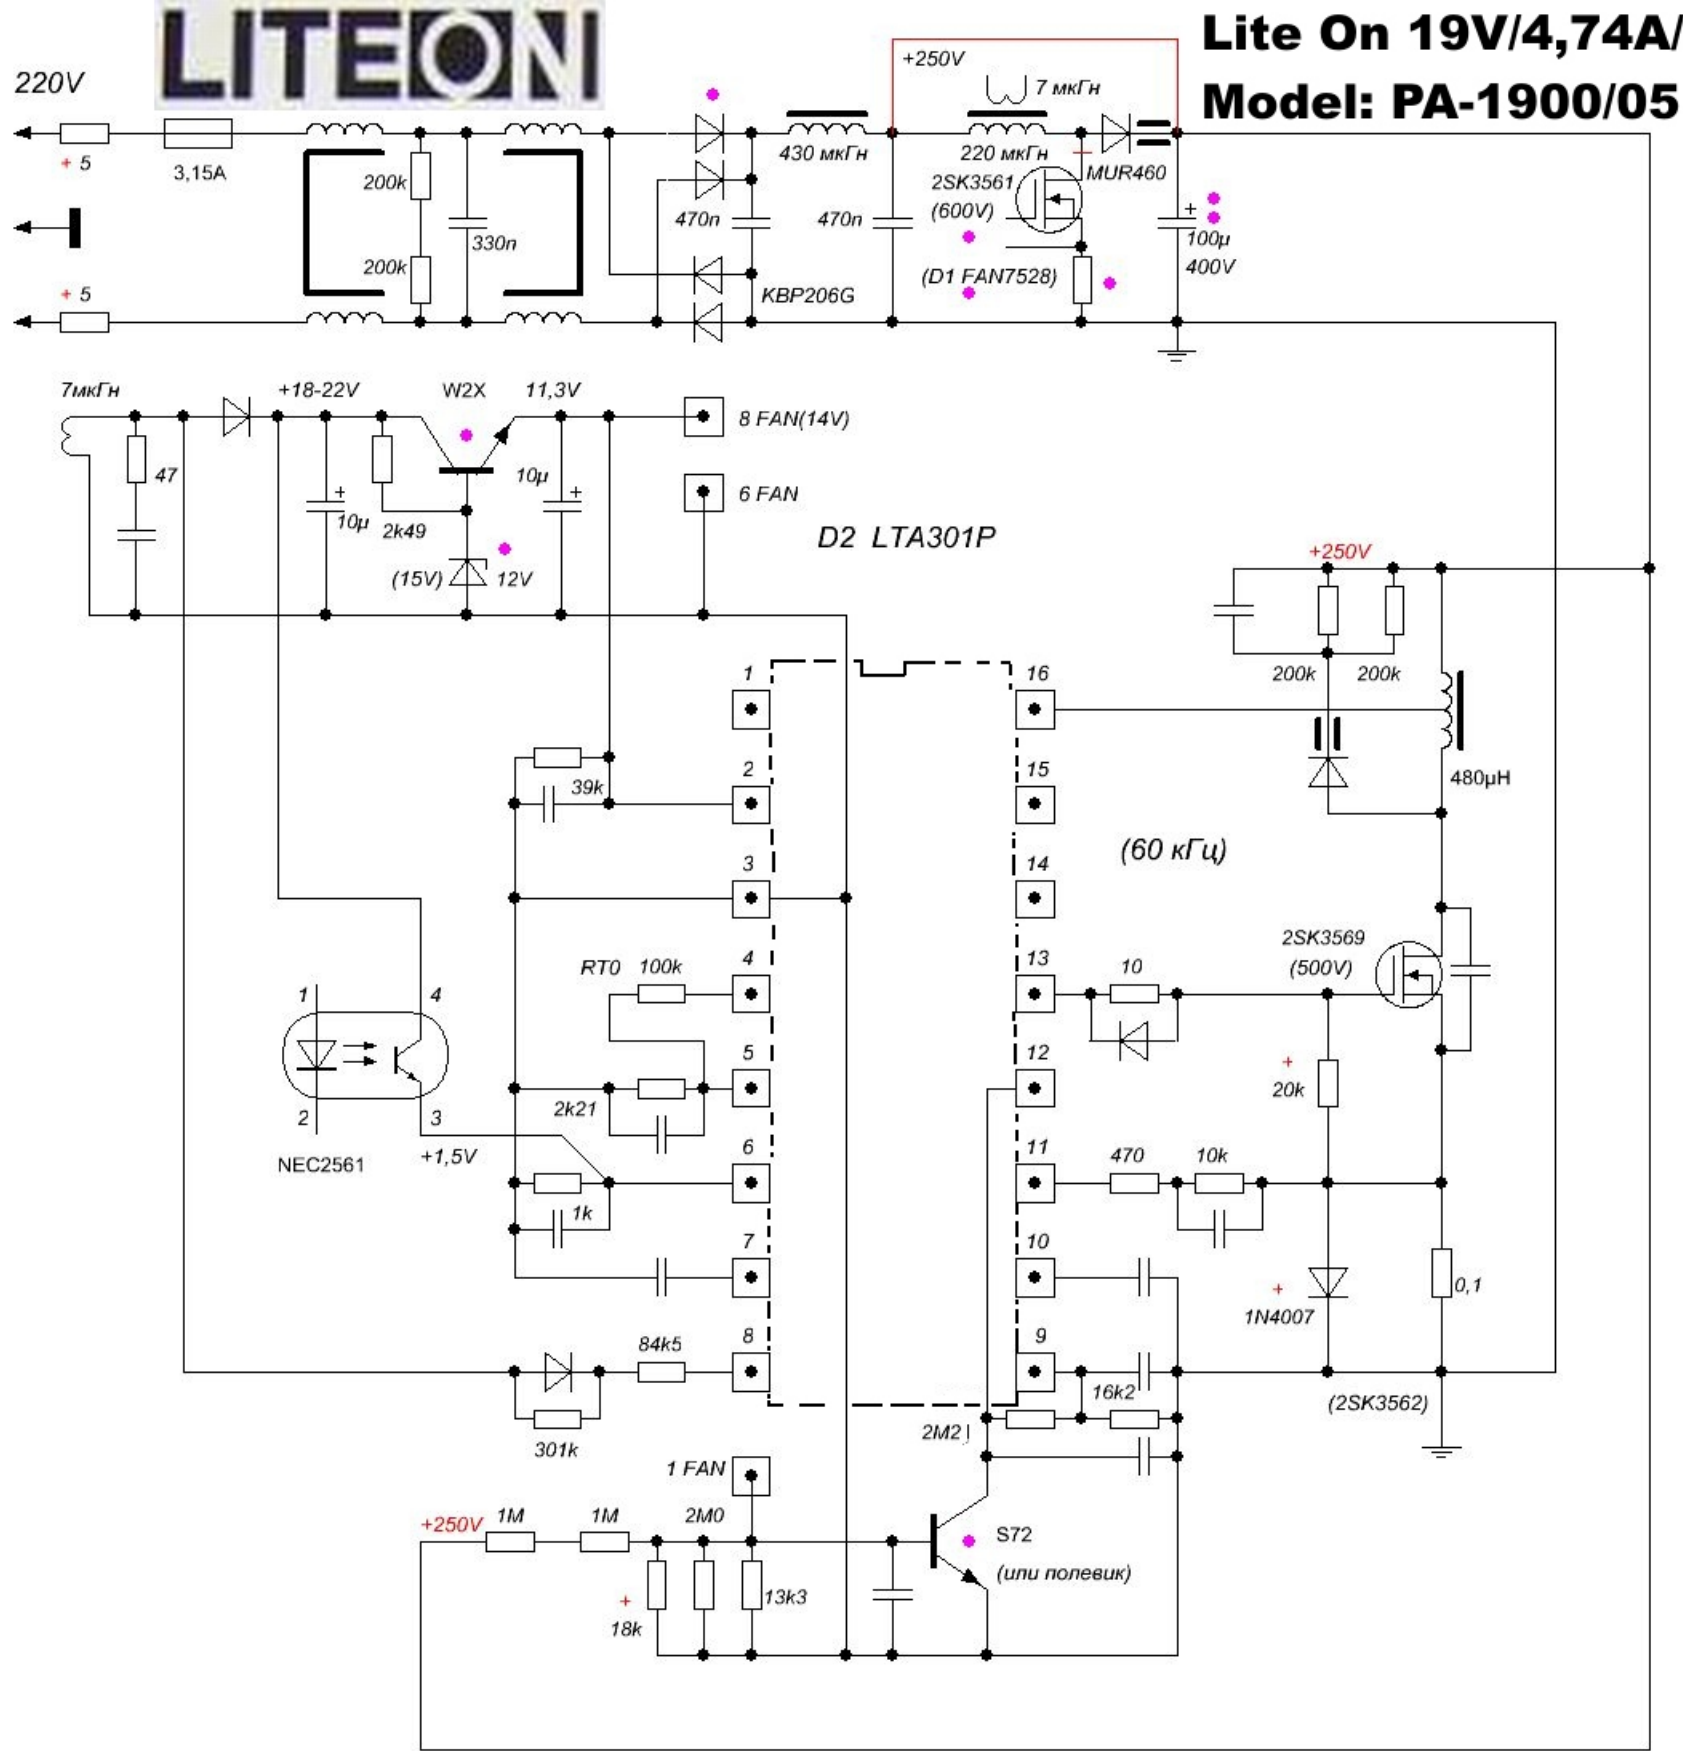 LITEON
Lite On 19V/4,74A/
Model: PA-1900/05
220V
+250V
7 мкГн
+ 5
3,15A
200k
330n
470n
430 мкГн
470n
220 мкГн
MUR460
2SK3561
(600V)
+
100µ
400V
200k
(D1 FAN7528)
KBP206G
+ 5
7мкГн
+18-22V
W2X
11,3V
8 FAN(14V)
47
+
10µ
2k49
10µ
+
6 FAN
(15V)
12V
D2 LTA301P
+250V
200k
200k
480µH
1
16
2
15
39k
(60 кГц)
3
14
2SK3569
(500V)
RT0
100k
4
13
10
1
4
5
12
+
20k
2k21
2
3
NEC2561
+1,5V
6
11
470
10k
1k
7
10
0,1
+
1N4007
84k5
8
9
16k2
(2SK3562)
301k
2M2
1 FAN
+250V
1M
1M
2M0
S72
(или полевик)
+
18k
13k3